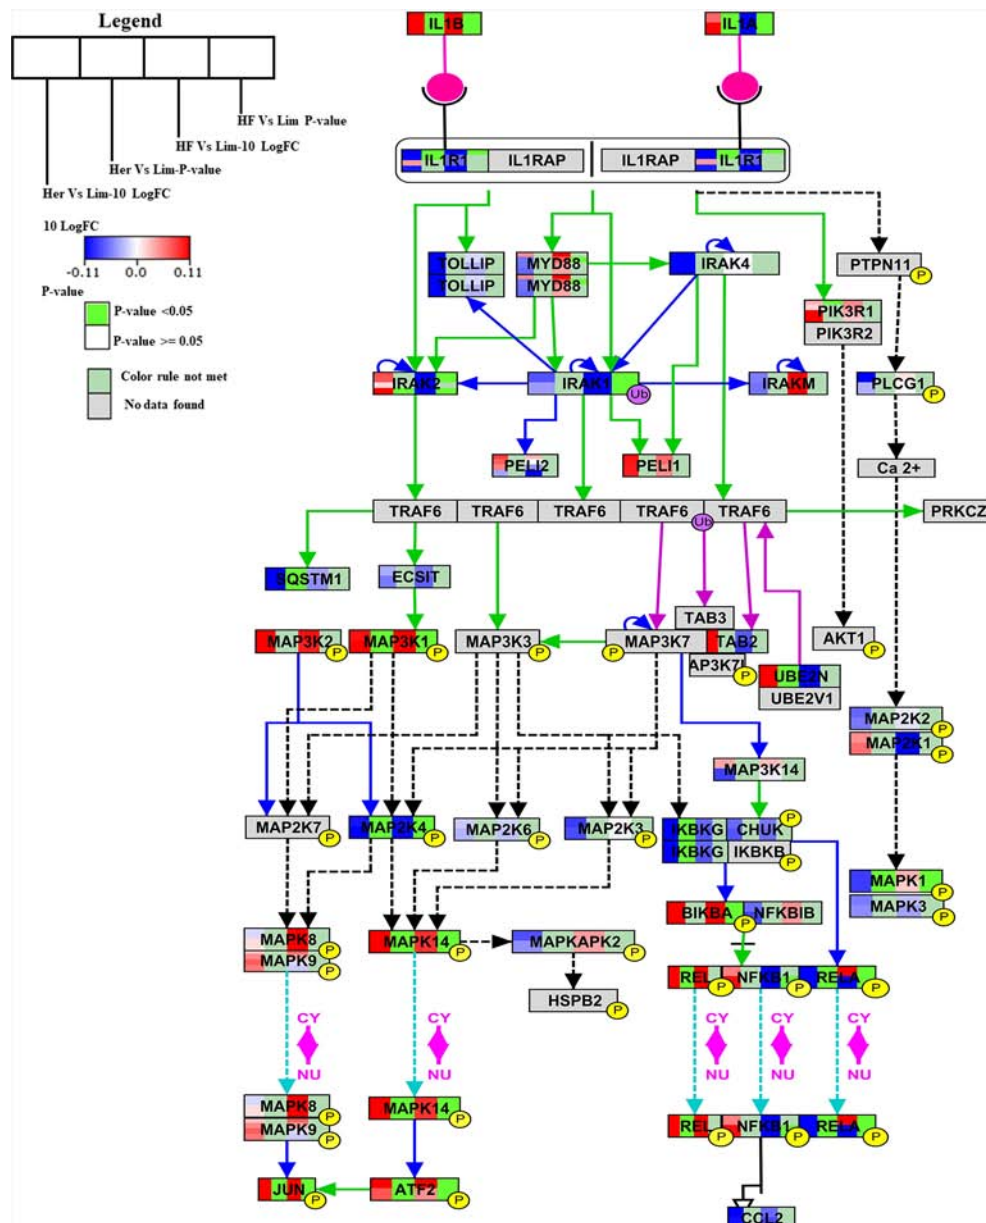 Legend
IL1B
IL1A
HF Vs Lim P-value
HF Vs Lim-10 LogFC
Her Vs Lim-P-value
Her Vs Lim-10 LogFC
IL1R1 IL1RAP IL1RAP IL1R1
10 LogFC
-0.11 0.00 0.11
P-value
P-value <0.05
P-value >= 0.05
Color rule not met
No data found
TOLLIP MYD88 IRAK4 PTPN11 P
TOLLIP MYD88
PIK3R1
PIK3R2
IRAK2 IRAK1 Ub IRAKM PLCG1 P
PELI2 PELI1 Ca 2+
TRAF6 TRAF6 TRAF6 TRAF6 TRAF6 PRKCZ
Ub
SQSTM1 ECSIT
TAB3
MAP3K2 P MAP3K1 P MAP3K3 P P MAP3K7 TAB2 AKT1 P
AP3K7I P
UBE2N
UBE2V1
MAP2K2 P
MAP2K1 P
MAP3K14
MAP2K7 P MAP2K4 P MAP2K6 P MAP2K3 P IKBKG CHUK P
IKBKG IKBKB P
MAPK1 P
MAPK3 P
BIKBA P NFKBIB
MAPK8 P MAPK14 P MAPKAPK2 P
MAPK9 P
REL P NFKB1 P RELA P
HSPB2 P
CY CY CY CY CY
NU NU NU NU NU
MAPK8 P MAPK14 P
MAPK9 P
REL P NFKB1 P RELA P
JUN P ATF2 P
CCL2